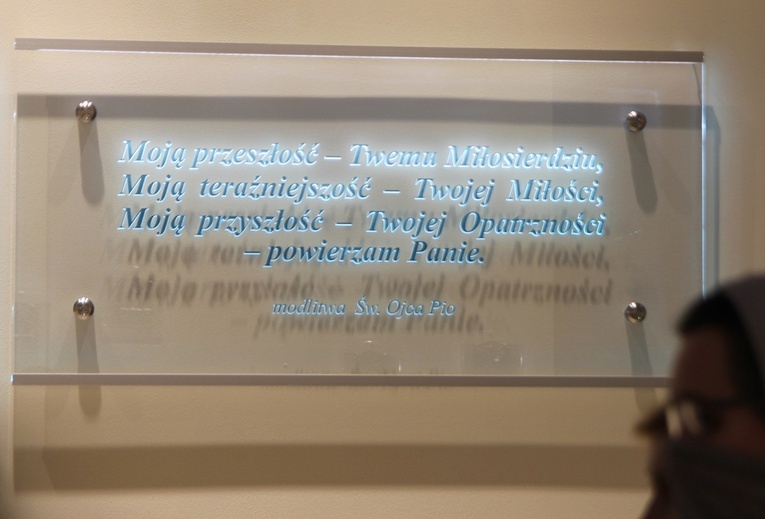 Moją przeszłość – Twemu Miłosierdziu,
Moją teraźniejszość – Twojej Miłości,
Moją przyszłość – Twojej Opatrzności
– powierzam Panie.
modlitwa Św. Ojca Pio